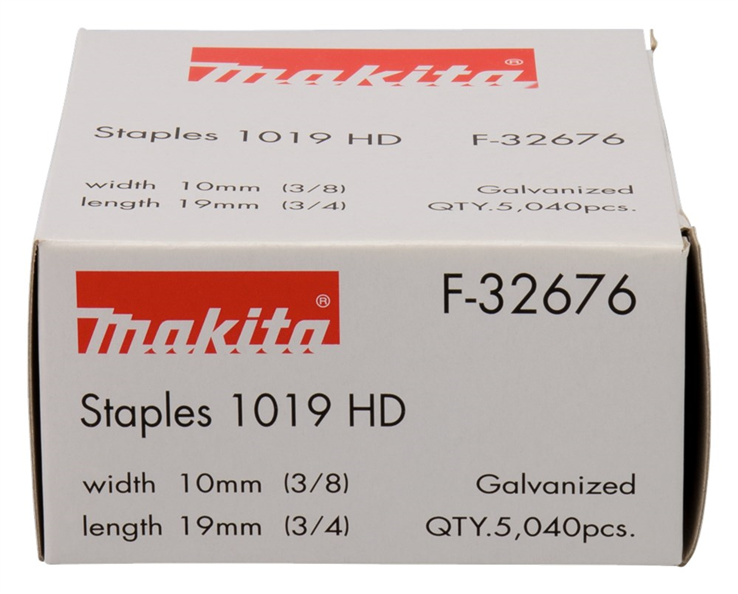 makita®
Staples 1019 HD F-32676
width 10mm (3/8) Galvanized
length 19mm (3/4) QTY.5,040pcs.
makita® F-32676
Staples 1019 HD
width 10mm (3/8) Galvanized
length 19mm (3/4) QTY.5,040pcs.